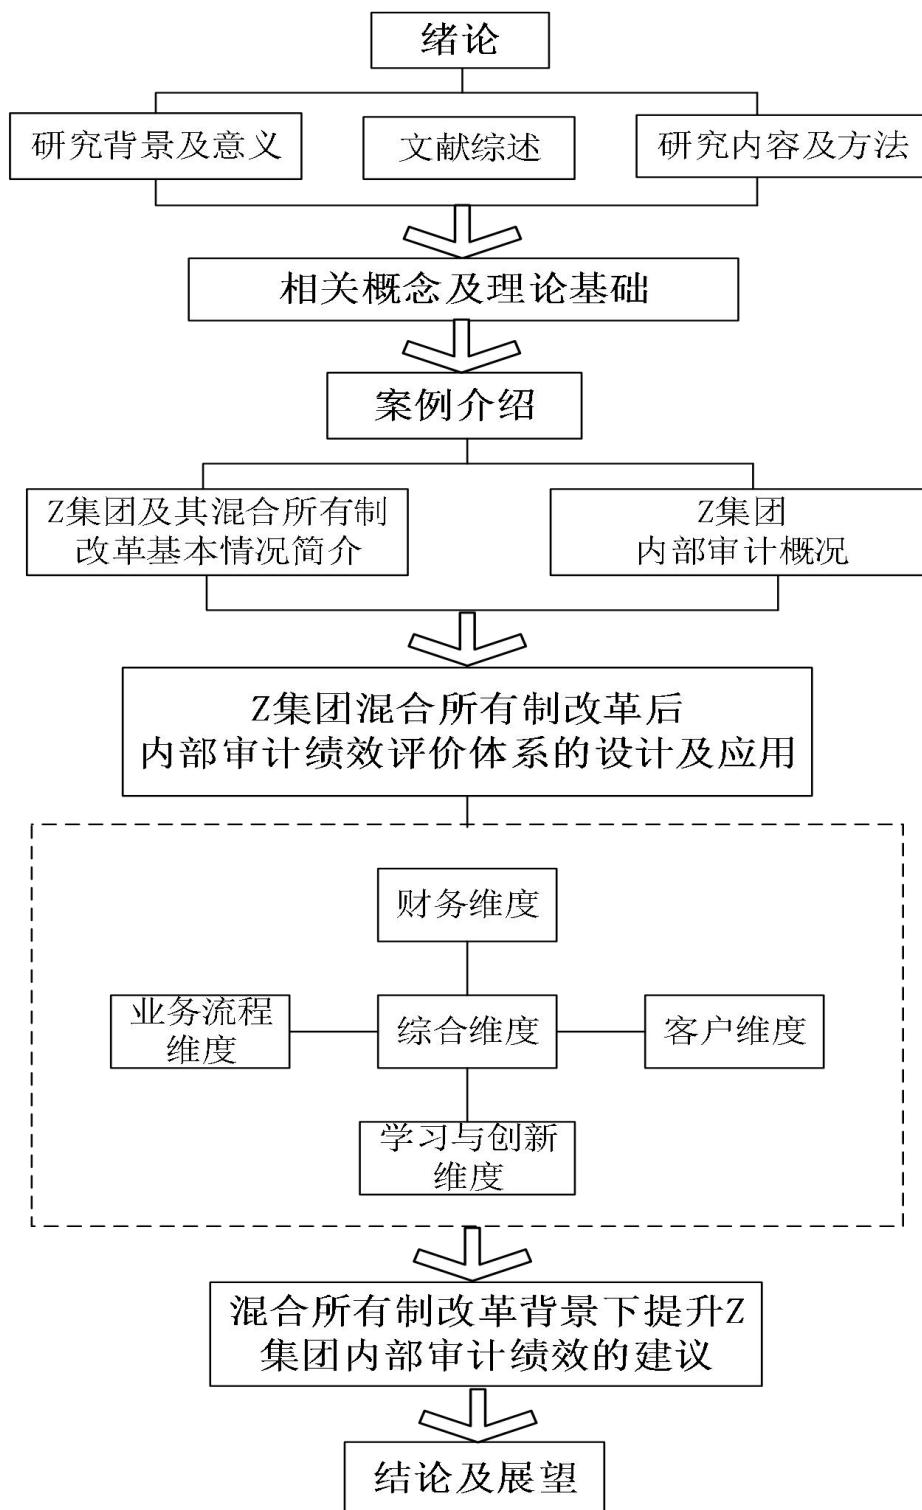 绪论
研究背景及意义
文献综述
研究内容及方法
相关概念及理论基础
案例介绍
Z集团及其混合所有制
改革基本情况简介
Z集团
内部审计概况
Z集团混合所有制改革后
内部审计绩效评价体系的设计及应用
财务维度
业务流程
维度
综合维度
客户维度
学习与创新
维度
混合所有制改革背景下提升Z
集团内部审计绩效的建议
结论及展望